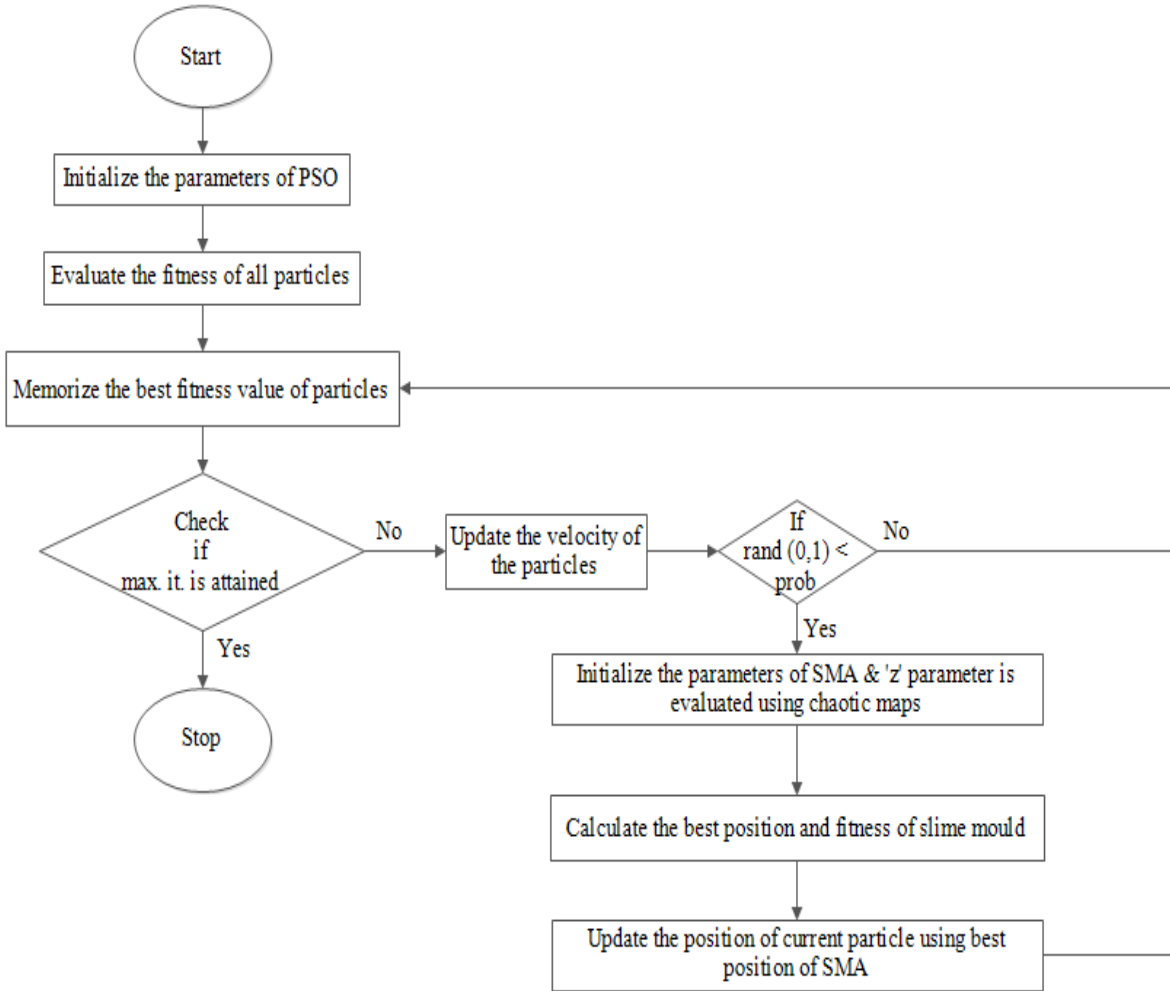 Start
Initialize the parameters of PSO
Evaluate the fitness of all particles
Memorize the best fitness value of particles
Check
if
max. it. is attained
No
Yes
Stop
Update the velocity of
the particles
If
rand (0,1) <
prob
No
Yes
Initialize the parameters of SMA & 'z' parameter is
evaluated using chaotic maps
Calculate the best position and fitness of slime mould
Update the position of current particle using best
position of SMA